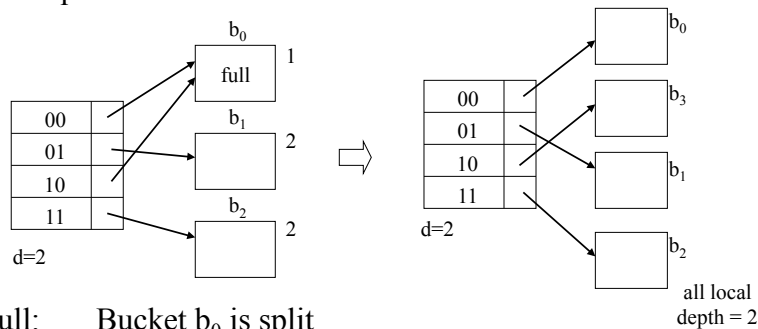 b₀
1
full
00
01
10
11
d=2
b₁
2
b₂
2
b₀
00
01
10
11
d=2
b₃
b₁
b₂
all local
depth = 2
Bucket b₀ is split